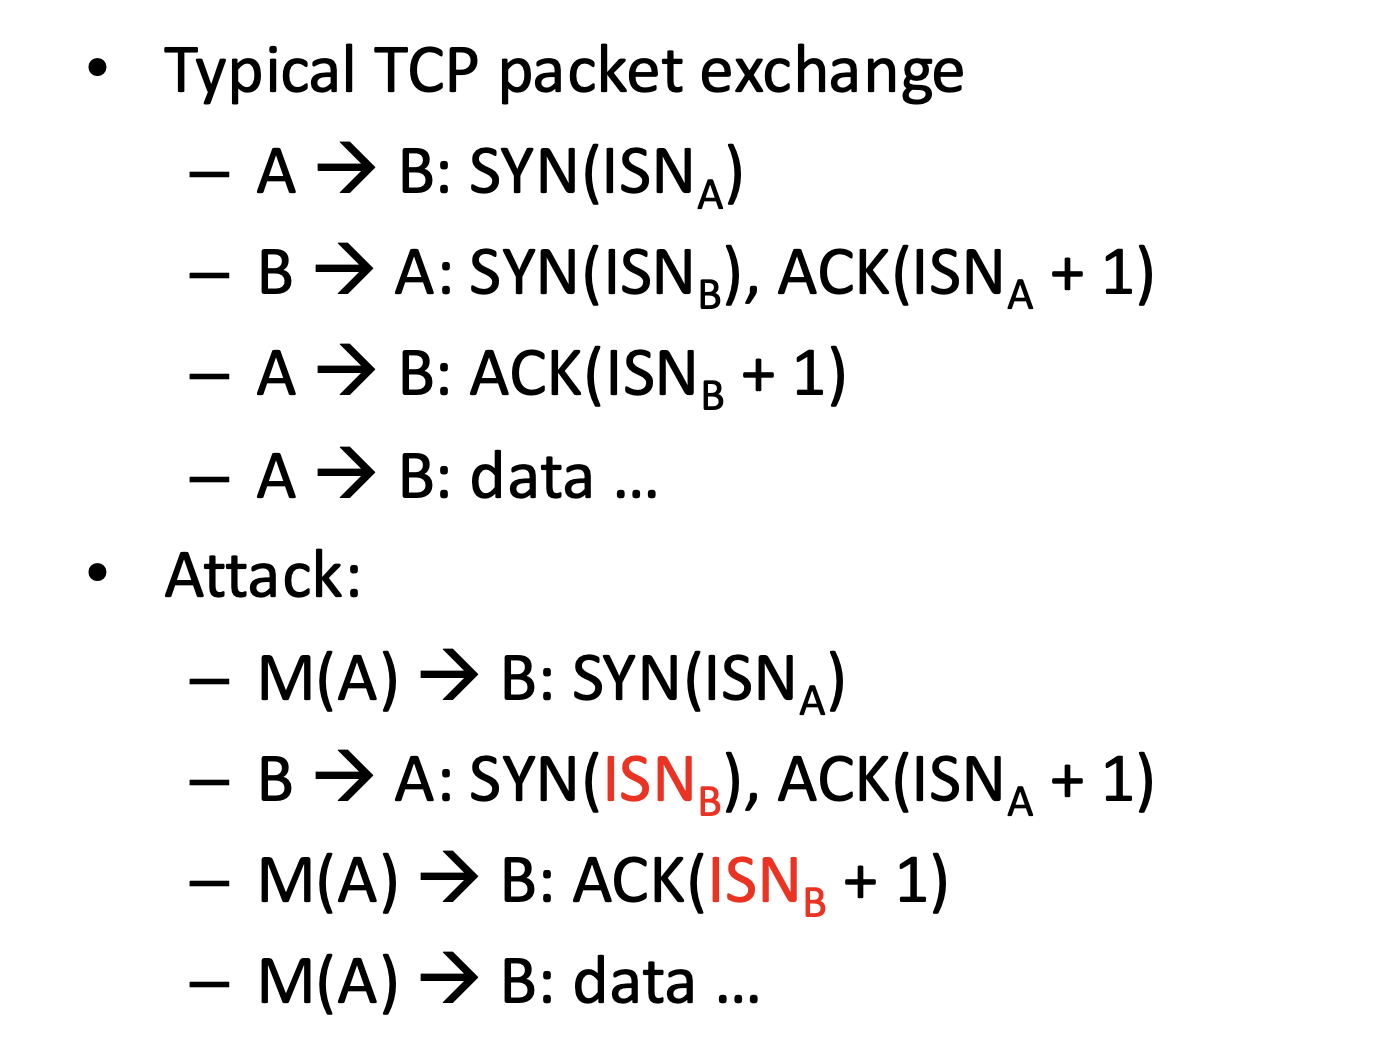 • Typical TCP packet exchange
– A → B: SYN(ISN_A)
– B → A: SYN(ISN_B), ACK(ISN_A + 1)
– A → B: ACK(ISN_B + 1)
– A → B: data ...
• Attack:
– M(A) → B: SYN(ISN_A)
– B → A: SYN(ISN_B), ACK(ISN_A + 1)
– M(A) → B: ACK(ISN_B + 1)
– M(A) → B: data ...